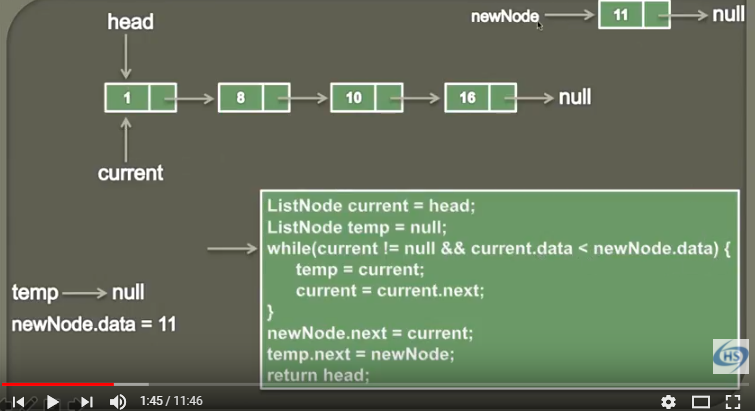 head
newNode
11
null
1
8
10
16
null
current
ListNode current = head;
ListNode temp = null;
while(current != null && current.data < newNode.data) {
temp = current;
current = current.next;
}
newNode.next = current;
temp.next = newNode;
return head;
temp
null
newNode.data = 11
HS
1:45 / 11:46